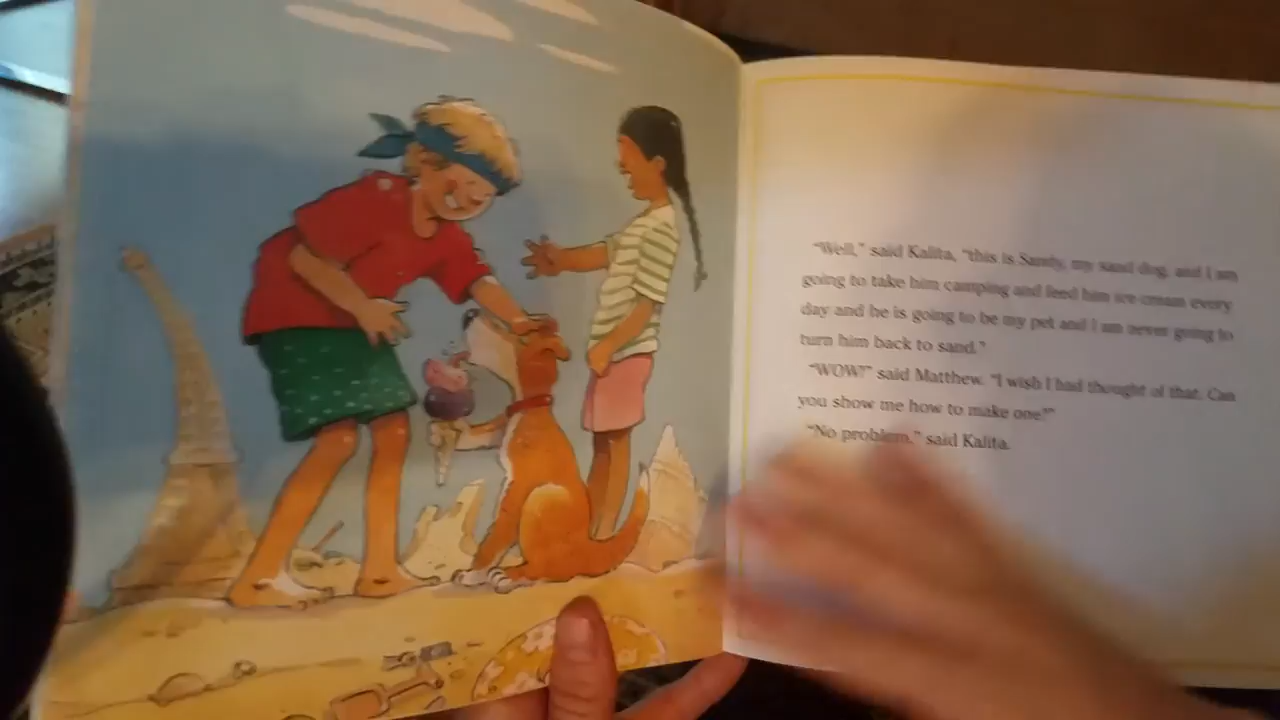 “Well,” said Kalita, “this is Sandy, my sand dog, and I am
going to take him camping and feed him ice-cream every
day and he is going to be my pet and I am never going to
turn him back to sand.”
“WOW!” said Matthew. “I wish I had thought of that. Can
you show me how to make one?”
“No problem,” said Kalita.